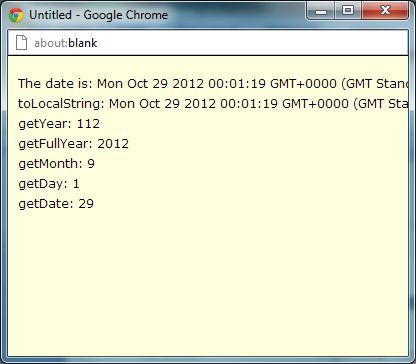 Untitled - Google Chrome
about:blank
The date is: Mon Oct 29 2012 00:01:19 GMT+0000 (GMT
toLocalString: Mon Oct 29 2012 00:01:19 GMT+0000 (GMT
getYear: 112
getFullYear: 2012
getMonth: 9
getDay: 1
getDate: 29